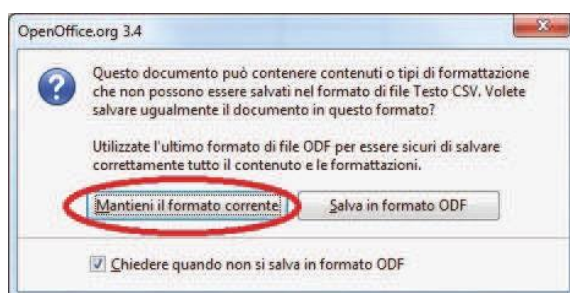 OpenOffice.org 3.4
Questo documento può contenere contenuti o tipi di formattazione
che non possono essere salvati nel formato di file Testo CSV. Volete
salvare ugualmente il documento in questo formato?
Utilizzate l'ultimo formato di file ODF per essere sicuri di salvare
correttamente tutto il contenuto e le formattazioni.
Mantieni il formato corrente
Salva in formato ODF
Chiedere quando non si salva in formato ODF